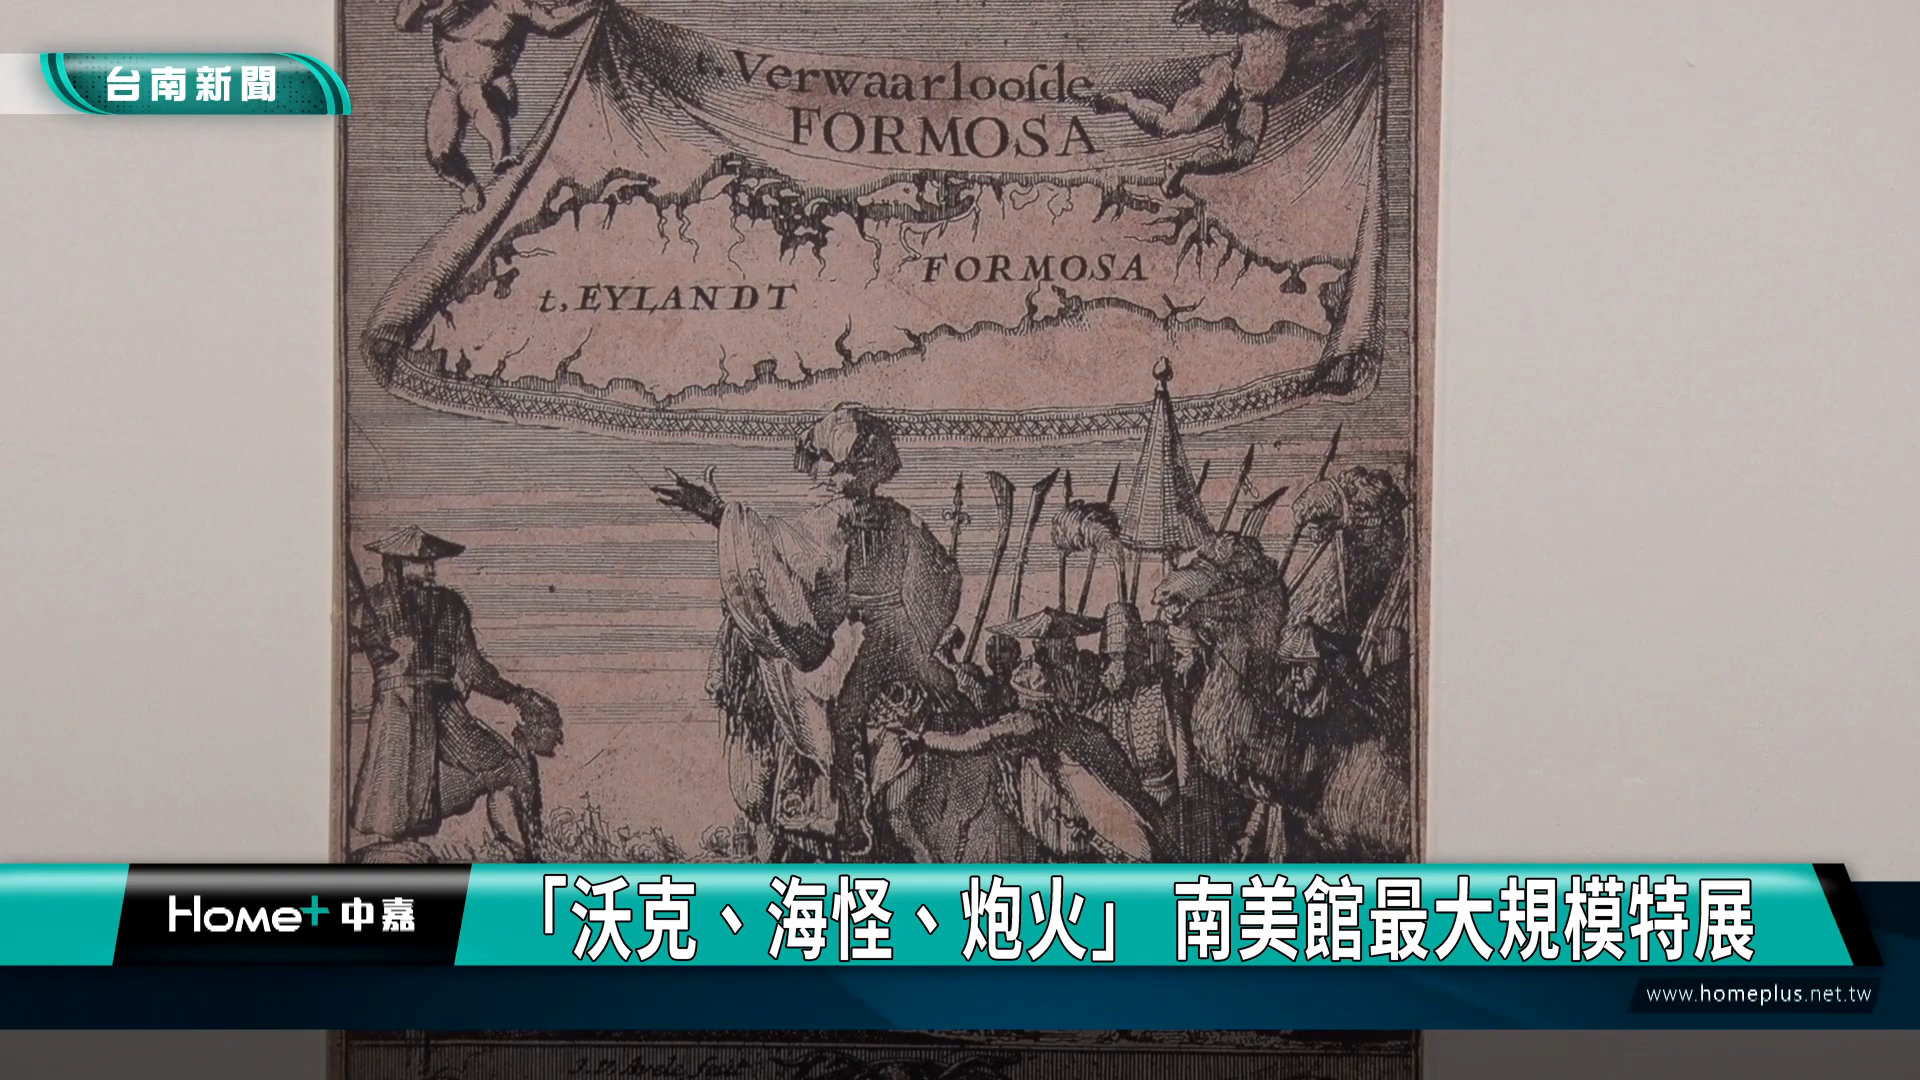 台南新聞
t, Verwaarloosde
FORMOSA
FORMOSA
t, EYLANDT
Home+ 中嘉
「沃克、海怪、炮火」 南美館最大規模特展
www.homeplus.net.tw